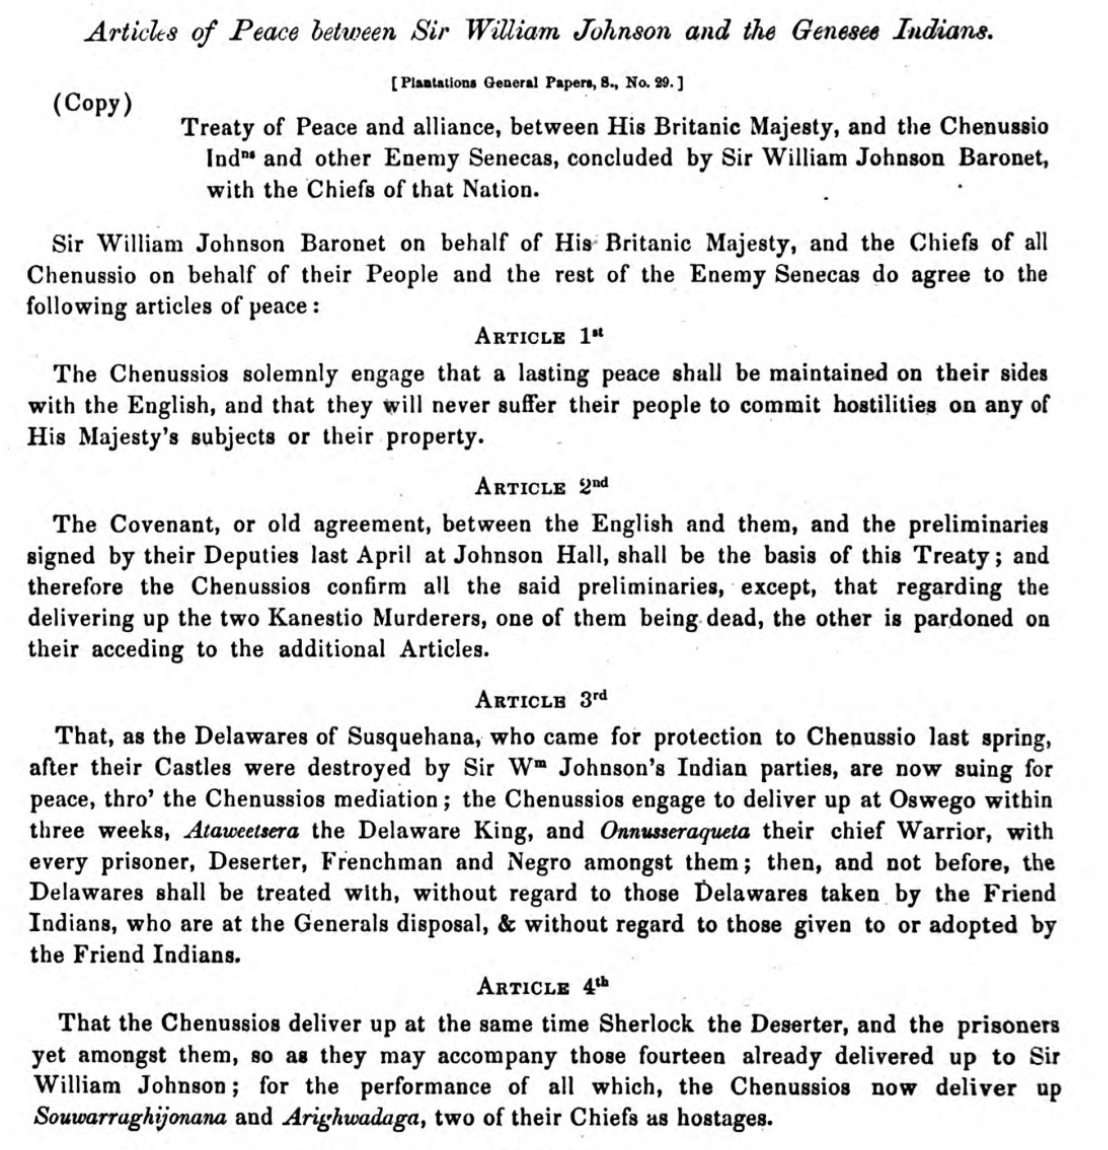 Articles of Peace between Sir William Johnson and the Genesee Indians.
[ Plantations General Papers, S., No. 29. ]
(Copy)
Treaty of Peace and alliance, between His Britanic Majesty, and the Chenussio
Indⁿˢ and other Enemy Senecas, concluded by Sir William Johnson Baronet,
with the Chiefs of that Nation.
Sir William Johnson Baronet on behalf of His Britanic Majesty, and the Chiefs of all
Chenussio on behalf of their People and the rest of the Enemy Senecas do agree to the
following articles of peace :
ARTICLE 1ˢᵗ
The Chenussios solemnly engage that a lasting peace shall be maintained on their sides
with the English, and that they will never suffer their people to commit hostilities on any of
His Majesty's subjects or their property.
ARTICLE 2ⁿᵈ
The Covenant, or old agreement, between the English and them, and the preliminaries
signed by their Deputies last April at Johnson Hall, shall be the basis of this Treaty ; and
therefore the Chenussios confirm all the said preliminaries, except, that regarding the
delivering up the two Kanestio Murderers, one of them being dead, the other is pardoned on
their acceding to the additional Articles.
ARTICLE 3ʳᵈ
That, as the Delawares of Susquehana, who came for protection to Chenussio last spring,
after their Castles were destroyed by Sir Wᵐ Johnson's Indian parties, are now suing for
peace, thro' the Chenussios mediation ; the Chenussios engage to deliver up at Oswego within
three weeks, Ataweetsera the Delaware King, and Onnusseraqueta their chief Warrior, with
every prisoner, Deserter, Frenchman and Negro amongst them ; then, and not before, the
Delawares shall be treated with, without regard to those Delawares taken by the Friend
Indians, who are at the Generals disposal, & without regard to those given to or adopted by
the Friend Indians.
ARTICLE 4ᵗʰ
That the Chenussios deliver up at the same time Sherlock the Deserter, and the prisoners
yet amongst them, so as they may accompany those fourteen already delivered up to Sir
William Johnson ; for the performance of all which, the Chenussios now deliver up
Souwarrughijonana and Arighwadaga, two of their Chiefs as hostages.